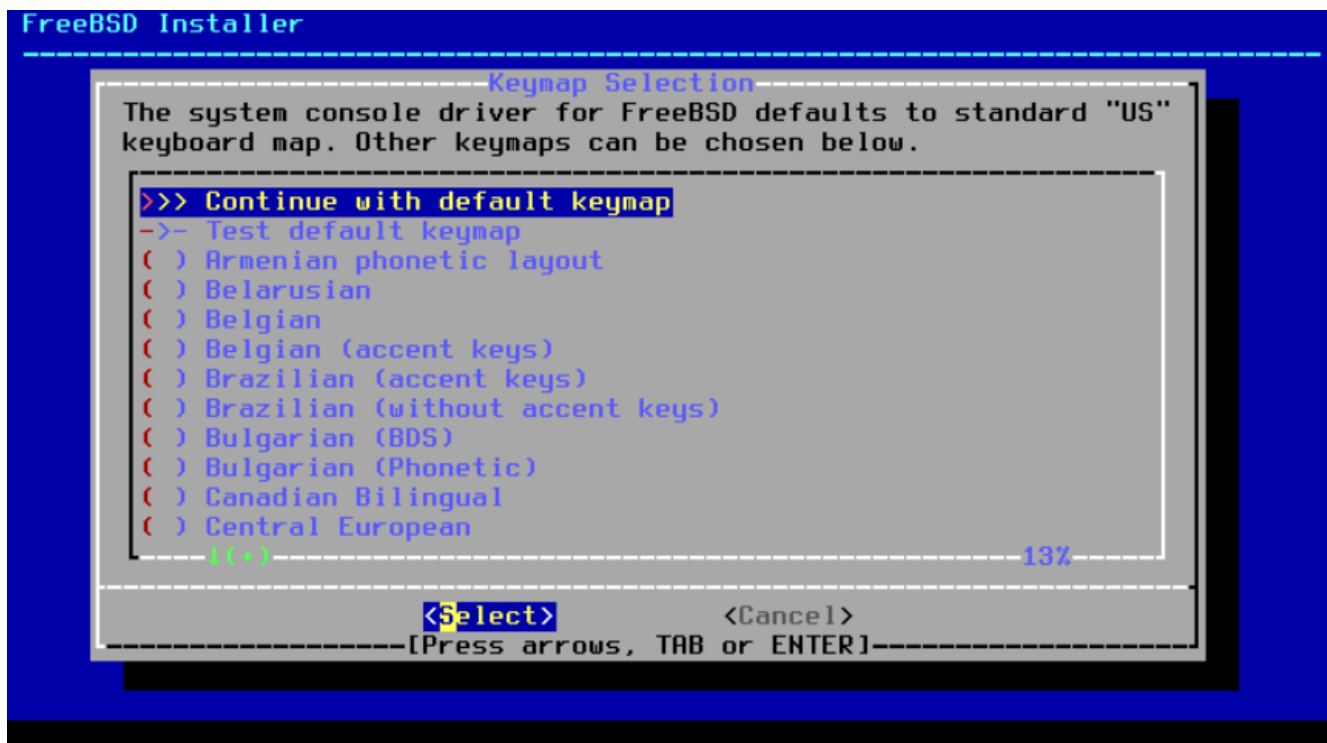 FreeBSD Installer
Keymap Selection
The system console driver for FreeBSD defaults to standard "US"
keyboard map. Other keymaps can be chosen below.
>>> Continue with default keymap
->- Test default keymap
( ) Armenian phonetic layout
( ) Belarusian
( ) Belgian
( ) Belgian (accent keys)
( ) Brazilian (accent keys)
( ) Brazilian (without accent keys)
( ) Bulgarian (BDS)
( ) Bulgarian (Phonetic)
( ) Canadian Bilingual
( ) Central European
↓(+) 13%
<Select> <Cancel>
[Press arrows, TAB or ENTER]